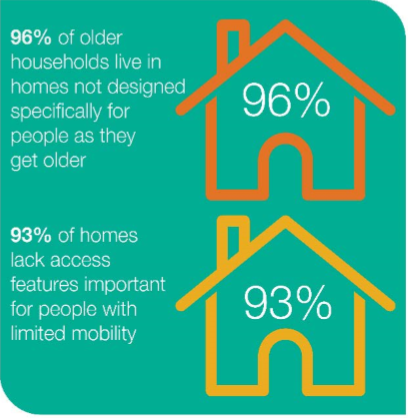 96% of older
households live in
homes not designed
specifically for
people as they
get older
96%
93% of homes
lack access
features important
for people with
limited mobility
93%